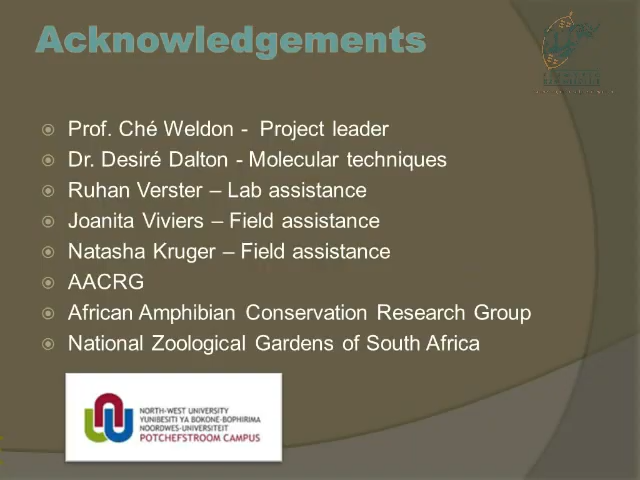 Acknowledgements
Prof. Ché Weldon - Project leader
Dr. Desiré Dalton - Molecular techniques
Ruhan Verster – Lab assistance
Joanita Viviers – Field assistance
Natasha Kruger – Field assistance
AACRG
African Amphibian Conservation Research Group
National Zoological Gardens of South Africa
NORTH-WEST UNIVERSITY
YUNIBESITI YA BOKONE-BOPHIRIMA
NOORDWES-UNIVERSITEIT
POTCHEFSTROOM CAMPUS